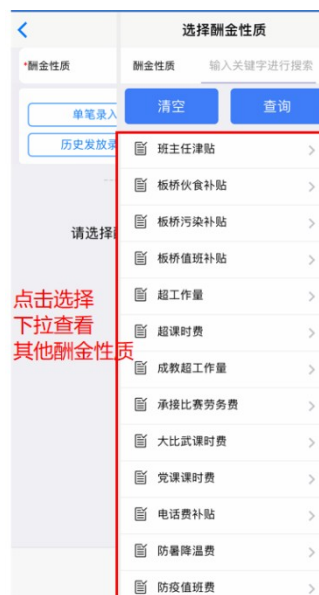 选择酬金性质
*酬金性质
酬金性质 输入关键字进行搜索
清空 查询
单笔录入
历史发放录
请选择
点击选择
下拉查看
其他酬金性质
班主任津贴
板桥伙食补贴
板桥污染补贴
板桥值班补贴
超工作量
超课时费
成教超工作量
承接比赛劳务费
大比武课时费
党课课时费
电话费补贴
防暑降温费
防疫值班费